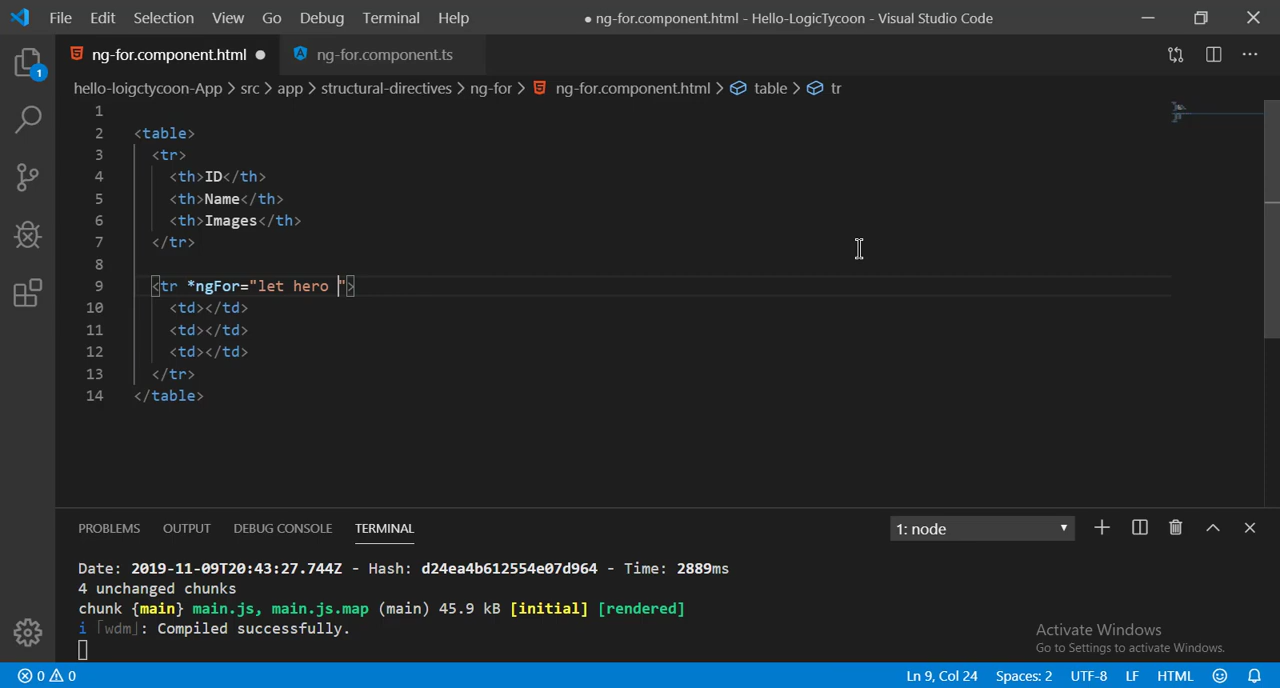 File Edit Selection View Go Debug Terminal Help ● ng-for.component.html - Hello-LogicTycoon - Visual Studio Code
ng-for.component.html ● ng-for.component.ts
1
hello-loigctycoon-App > src > app > structural-directives > ng-for > ng-for.component.html > table > tr
1
2 <table>
3 <tr>
4 <th>ID</th>
5 <th>Name</th>
6 <th>Images</th>
7 </tr>
8
9 <tr *ngFor="let hero ">
10 <td></td>
11 <td></td>
12 <td></td>
13 </tr>
14 </table>
PROBLEMS OUTPUT DEBUG CONSOLE TERMINAL 1: node
Date: 2019-11-09T20:43:27.744Z - Hash: d24ea4b612554e07d964 - Time: 2889ms
4 unchanged chunks
chunk {main} main.js, main.js.map (main) 45.9 kB [initial] [rendered]
i ｢wdm｣: Compiled successfully.
Activate Windows
Go to Settings to activate Windows.
0 0 Ln 9, Col 24 Spaces: 2 UTF-8 LF HTML